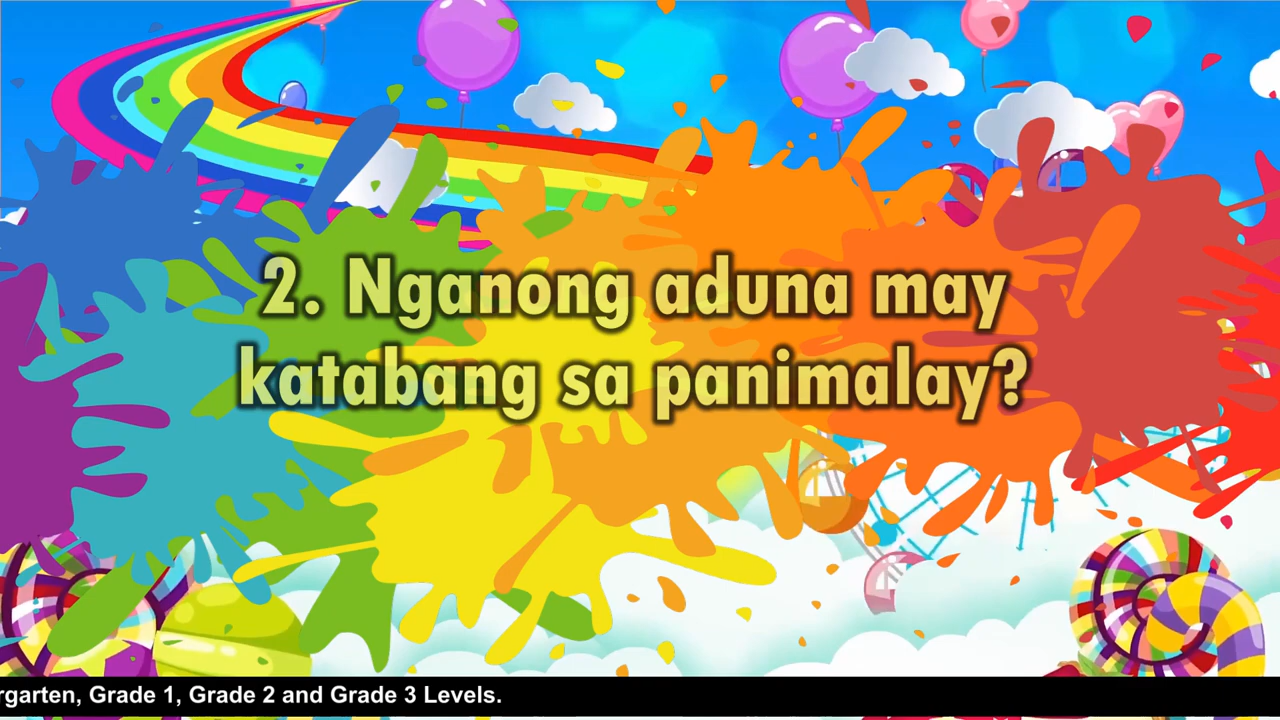 2. Nganong aduna may
katabang sa panimalay?
rgarten, Grade 1, Grade 2 and Grade 3 Levels.